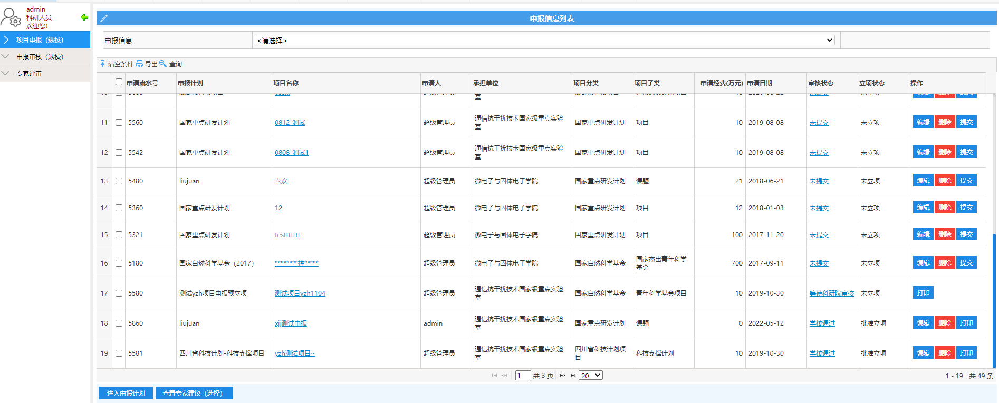 admin
科研人员
欢迎您!
项目申报（纵校）
申报审核（纵校）
专家评审
申报信息列表
申报信息 <请选择>
清空条件 导出 查询
申请流水号 申报计划 项目名称 申请人 承担单位 项目分类 项目子类 申请经费(万元) 申请日期 审核状态 立项状态 操作
室
11 5560 国家重点研发计划 0812-测试 超级管理员 通信抗干扰技术国家级重点实验室 国家重点研发计划 项目 10 2019-08-08 未提交 未立项 编辑 删除 提交
12 5542 国家重点研发计划 0808-测试1 超级管理员 通信抗干扰技术国家级重点实验室 国家重点研发计划 项目 10 2019-08-08 未提交 未立项 编辑 删除 提交
13 5480 liujuan 喜欢 超级管理员 微电子与固体电子学院 国家重点研发计划 课题 21 2018-06-21 未提交 未立项 编辑 删除 提交
14 5360 国家重点研发计划 12 超级管理员 微电子与固体电子学院 国家重点研发计划 项目 12 2018-01-03 未提交 未立项 编辑 删除 提交
15 5321 国家重点研发计划 testttttttt 超级管理员 微电子与固体电子学院 国家重点研发计划 项目 100 2017-11-20 未提交 未立项 编辑 删除 提交
16 5180 国家自然科学基金（2017） ********控***** 超级管理员 微电子与固体电子学院 国家自然科学基金 国家杰出青年科学基金 700 2017-09-11 未提交 未立项 编辑 删除 提交
17 5580 测试yzh项目申报预立项 测试项目yzh1104 超级管理员 通信抗干扰技术国家级重点实验室 国家自然科学基金 青年科学基金项目 10 2019-10-30 等待科研院审核 未立项 打印
18 5860 liujuan xjj测试申报 admin 通信抗干扰技术国家级重点实验室 国家重点研发计划 课题 0 2022-05-12 学校通过 批准立项 编辑 删除 打印
19 5581 四川省科技计划-科技支撑项目 yzh测试项目~ 超级管理员 通信抗干扰技术国家级重点实验室 四川省科技计划项目 科技支撑计划 10 2019-10-30 学校通过 批准立项 编辑 删除 打印
1 共 3 页 20 1 - 19 共 49 条
进入申报计划 查看专家建议（选择）